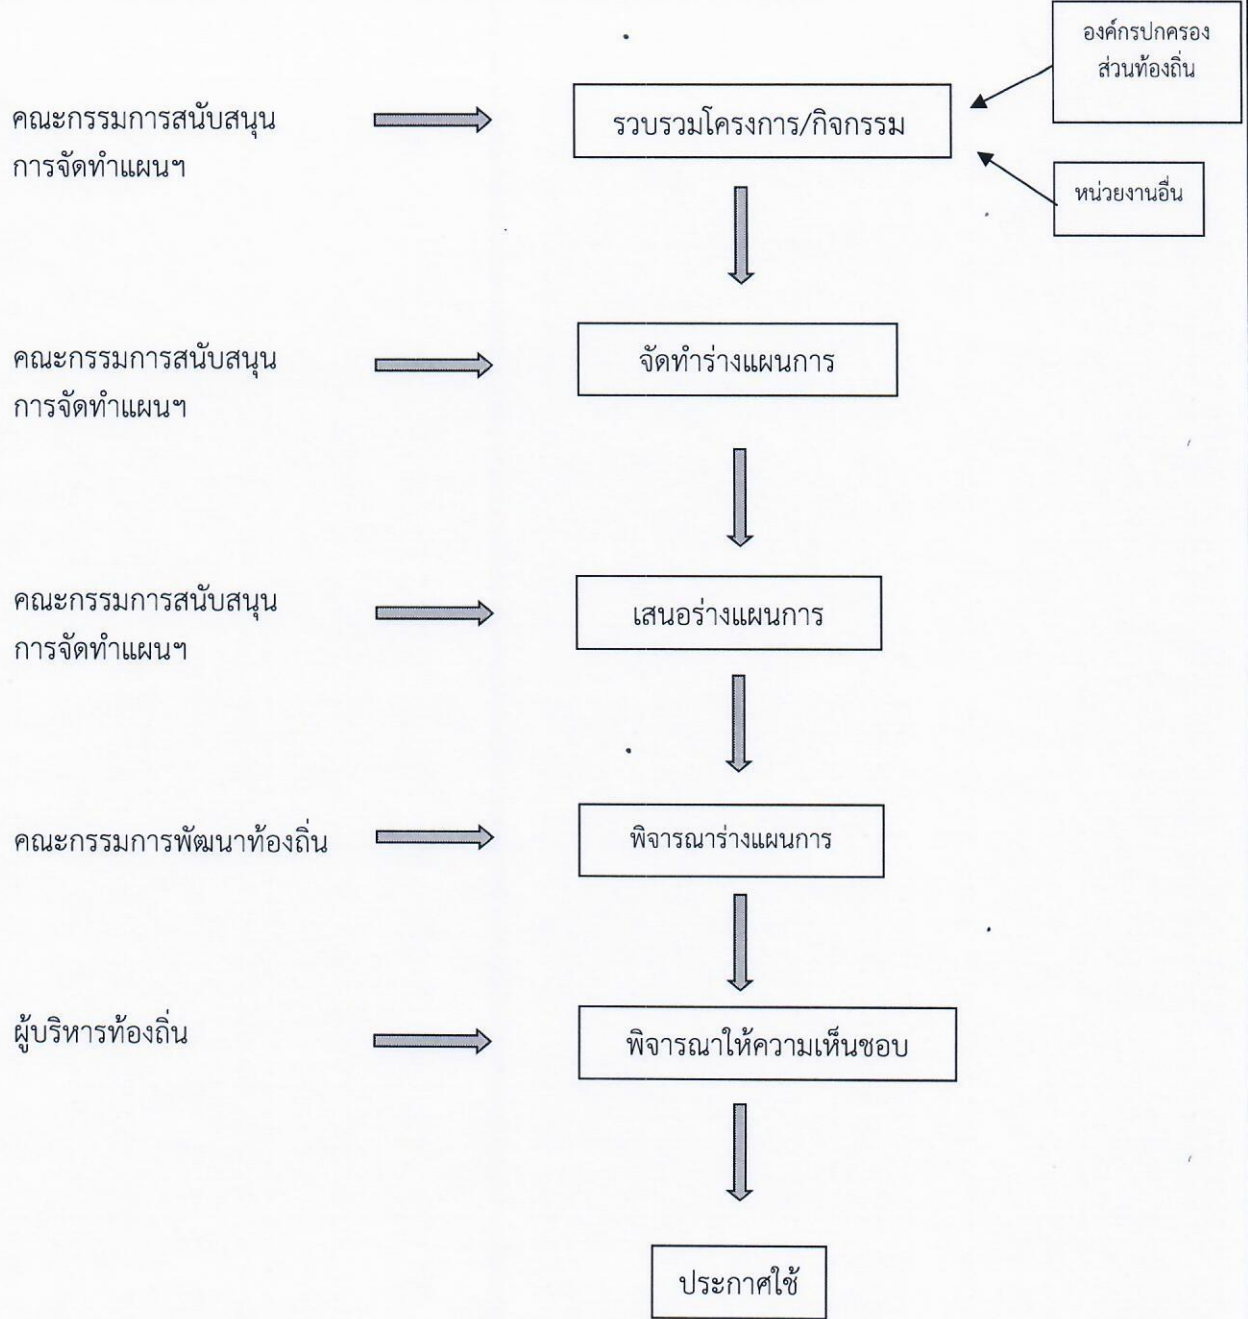 องค์กรปกครอง
ส่วนท้องถิ่น
คณะกรรมการสนับสนุน
การจัดทำแผนฯ
รวบรวมโครงการ/กิจกรรม
หน่วยงานอื่น
คณะกรรมการสนับสนุน
การจัดทำแผนฯ
จัดทำร่างแผนการ
คณะกรรมการสนับสนุน
การจัดทำแผนฯ
เสนอร่างแผนการ
คณะกรรมการพัฒนาท้องถิ่น
พิจารณาร่างแผนการ
ผู้บริหารท้องถิ่น
พิจารณาให้ความเห็นชอบ
ประกาศใช้